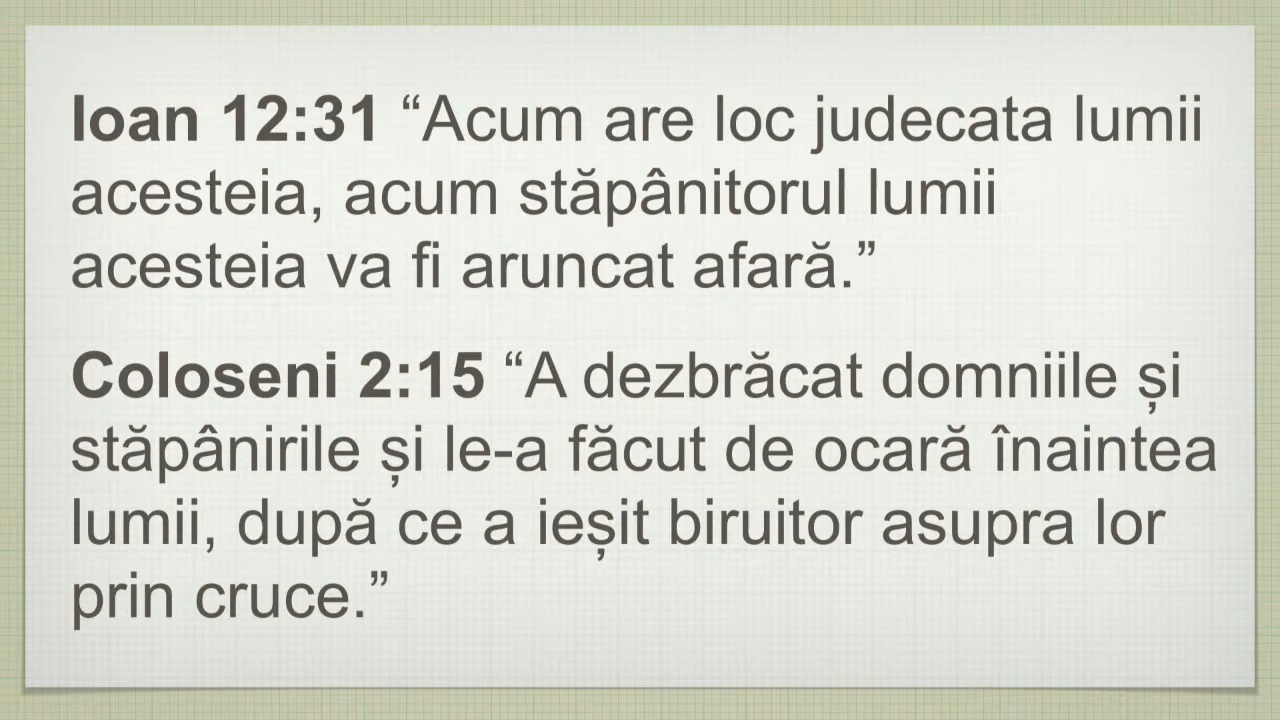 Ioan 12:31 “Acum are loc judecata lumii
acesteia, acum stăpânitorul lumii
acesteia va fi aruncat afară.”
Coloseni 2:15 “A dezbrăcat domniile și
stăpânirile și le-a făcut de ocară înaintea
lumii, după ce a ieșit biruitor asupra lor
prin cruce.”